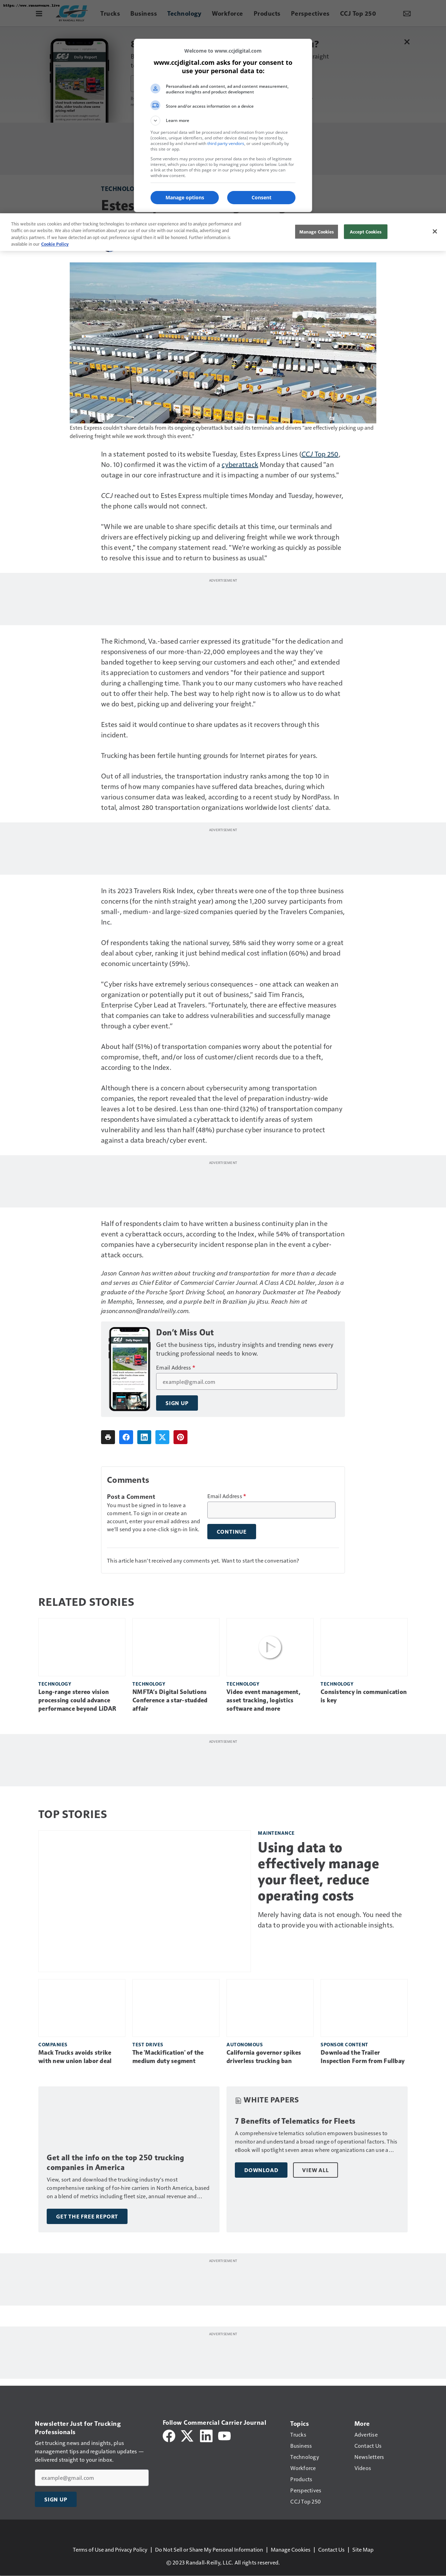 Trucks Business Technology Workforce Products Perspectives CCJ Top 250
CCJ
Welcome to www.ccjdigital.com
www.ccjdigital.com asks for your consent to
use your personal data to:
Personalised ads and content, ad and content measurement,
audience insights and product development
Store and/or access information on a device
Learn more
Your personal data will be processed and information from your device
(cookies, unique identifiers, and other device data) may be stored by,
accessed by and shared with third party vendors, or used specifically by
this site or app.
Some vendors may process your personal data on the basis of legitimate
interest, which you can object to by managing your options below. Look for
a link at the bottom of this page or in our privacy policy where you can
withdraw consent.
Manage options
Consent
TECHNOLO
Estes
This website uses cookies and other tracking technologies to enhance user experience and to analyze performance and
traffic on our website. We also share information about your use of our site with our social media, advertising and
analytics partners. If we have detected an opt-out preference signal then it will be honored. Further information is
available in our Cookie Policy
Manage Cookies
Accept Cookies
Estes Express couldn't share details from its ongoing cyberattack but said its terminals and drivers "are effectively picking up and
delivering freight while we work through this event."
In a statement posted to its website Tuesday, Estes Express Lines (CCJ Top 250,
No. 10) confirmed it was the victim of a cyberattack Monday that caused "an
outage in our core infrastructure and it is impacting a number of our systems."
CCJ reached out to Estes Express multiple times Monday and Tuesday, however,
the phone calls would not connect.
"While we are unable to share specific details at this time, our terminals and
drivers are effectively picking up and delivering freight while we work through
this event," the company statement read. "We're working as quickly as possible
to resolve this issue and to return to business as usual."
ADVERTISEMENT
The Richmond, Va.-based carrier expressed its gratitude "for the dedication and
responsiveness of our more-than-22,000 employees and the way they've
banded together to keep serving our customers and each other," and extended
its appreciation to customers and vendors "for their patience and support
during a challenging time. Thank you to our many customers who have reached
out to offer their help. The best way to help right now is to allow us to do what
we do best, picking up and delivering your freight."
Estes said it would continue to share updates as it recovers through this
incident.
Trucking has been fertile hunting grounds for Internet pirates for years.
Out of all industries, the transportation industry ranks among the top 10 in
terms of how many companies have suffered data breaches, during which
various consumer data was leaked, according to a recent study by NordPass. In
total, almost 280 transportation organizations worldwide lost clients' data.
ADVERTISEMENT
In its 2023 Travelers Risk Index, cyber threats were one of the top three business
concerns (for the ninth straight year) among the 1,200 survey participants from
small-, medium- and large-sized companies queried by the Travelers Companies,
Inc.
Of respondents taking the national survey, 58% said they worry some or a great
deal about cyber, ranking it just behind medical cost inflation (60%) and broad
economic uncertainty (59%).
"Cyber risks have extremely serious consequences – one attack can weaken an
organization or potentially put it out of business," said Tim Francis,
Enterprise Cyber Lead at Travelers. "Fortunately, there are effective measures
that companies can take to address vulnerabilities and successfully manage
through a cyber event."
About half (51%) of transportation companies worry about the potential for
compromise, theft, and/or loss of customer/client records due to a theft,
according to the Index.
Although there is a concern about cybersecurity among transportation
companies, the report revealed that the level of preparation industry-wide
leaves a lot to be desired. Less than one-third (32%) of transportation company
respondents have simulated a cyberattack to identify areas of system
vulnerability and less than half (48%) purchase cyber insurance to protect
against a data breach/cyber event.
ADVERTISEMENT
Half of respondents claim to have written a business continuity plan in the
event a cyberattack occurs, according to the Index, while 54% of transportation
companies have a cybersecurity incident response plan in the event a cyber-
attack occurs.
Jason Cannon has written about trucking and transportation for more than a decade
and serves as Chief Editor of Commercial Carrier Journal. A Class A CDL holder, Jason is a
graduate of the Porsche Sport Driving School, an honorary Duckmaster at The Peabody
in Memphis, Tennessee, and a purple belt in Brazilian jiu jitsu. Reach him at
jasoncannon@randallreilly.com.
Don't Miss Out
Get the business tips, industry insights and trending news every
trucking professional needs to know.
Email Address *
example@gmail.com
SIGN UP
Comments
Post a Comment
You must be signed in to leave a
comment. To sign in or create an
account, enter your email address and
we'll send you a one-click sign-in link.
Email Address *
CONTINUE
This article hasn't received any comments yet. Want to start the conversation?
RELATED STORIES
TECHNOLOGY
Long-range stereo vision
processing could advance
performance beyond LiDAR
TECHNOLOGY
NMFTA's Digital Solutions
Conference a star-studded
affair
TECHNOLOGY
Video event management,
asset tracking, logistics
software and more
TECHNOLOGY
Consistency in communication
is key
ADVERTISEMENT
TOP STORIES
MAINTENANCE
Using data to
effectively manage
your fleet, reduce
operating costs
Merely having data is not enough. You need the
data to provide you with actionable insights.
COMPANIES
Mack Trucks avoids strike
with new union labor deal
TEST DRIVES
The 'Mackification' of the
medium duty segment
AUTONOMOUS
California governor spikes
driverless trucking ban
SPONSOR CONTENT
Download the Trailer
Inspection Form from Fullbay
Get all the info on the top 250 trucking
companies in America
View, sort and download the trucking industry's most
comprehensive ranking of for-hire carriers in North America, based
on a blend of metrics including fleet size, annual revenue and…
GET THE FREE REPORT
WHITE PAPERS
7 Benefits of Telematics for Fleets
A comprehensive telematics solution empowers businesses to
monitor and understand a broad range of operational factors. This
eBook will spotlight seven areas where organizations can use a…
DOWNLOAD
VIEW ALL
ADVERTISEMENT
ADVERTISEMENT
Newsletter Just for Trucking
Professionals
Get trucking news and insights, plus
management tips and regulation updates —
delivered straight to your inbox.
example@gmail.com
SIGN UP
Follow Commercial Carrier Journal
Topics
Trucks
Business
Technology
Workforce
Products
Perspectives
CCJ Top 250
More
Advertise
Contact Us
Newsletters
Videos
Terms of Use and Privacy Policy | Do Not Sell or Share My Personal Information | Manage Cookies | Contact Us | Site Map
© 2023 Randall-Reilly, LLC. All rights reserved.